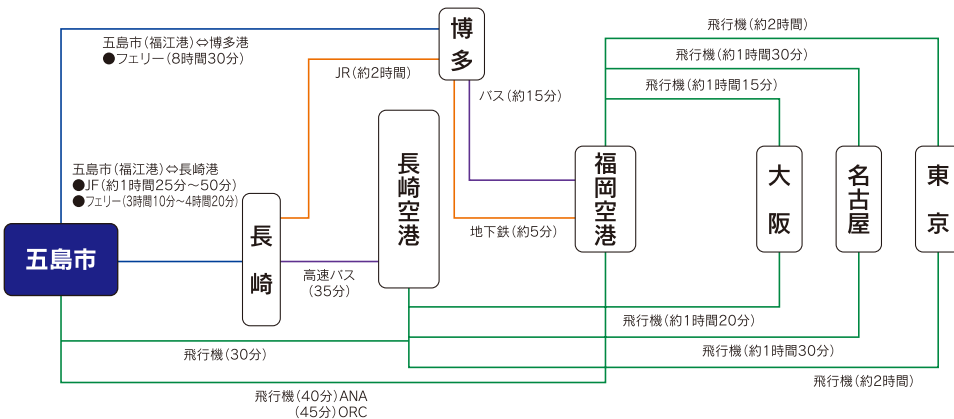 博多
五島市(福江港)⇔博多港
●フェリー(8時間30分)
JR(約2時間)
バス(約15分)
飛行機(約2時間)
飛行機(約1時間30分)
飛行機(約1時間15分)
五島市(福江港)⇔長崎港
●JF(約1時間25分～50分)
●フェリー(3時間10分～4時間20分)
五島市
長崎
長崎空港
福岡空港
大阪
名古屋
東京
高速バス
(35分)
地下鉄(約5分)
飛行機(30分)
飛行機(約1時間20分)
飛行機(約1時間30分)
飛行機(約2時間)
飛行機(40分)ANA
(45分)ORC